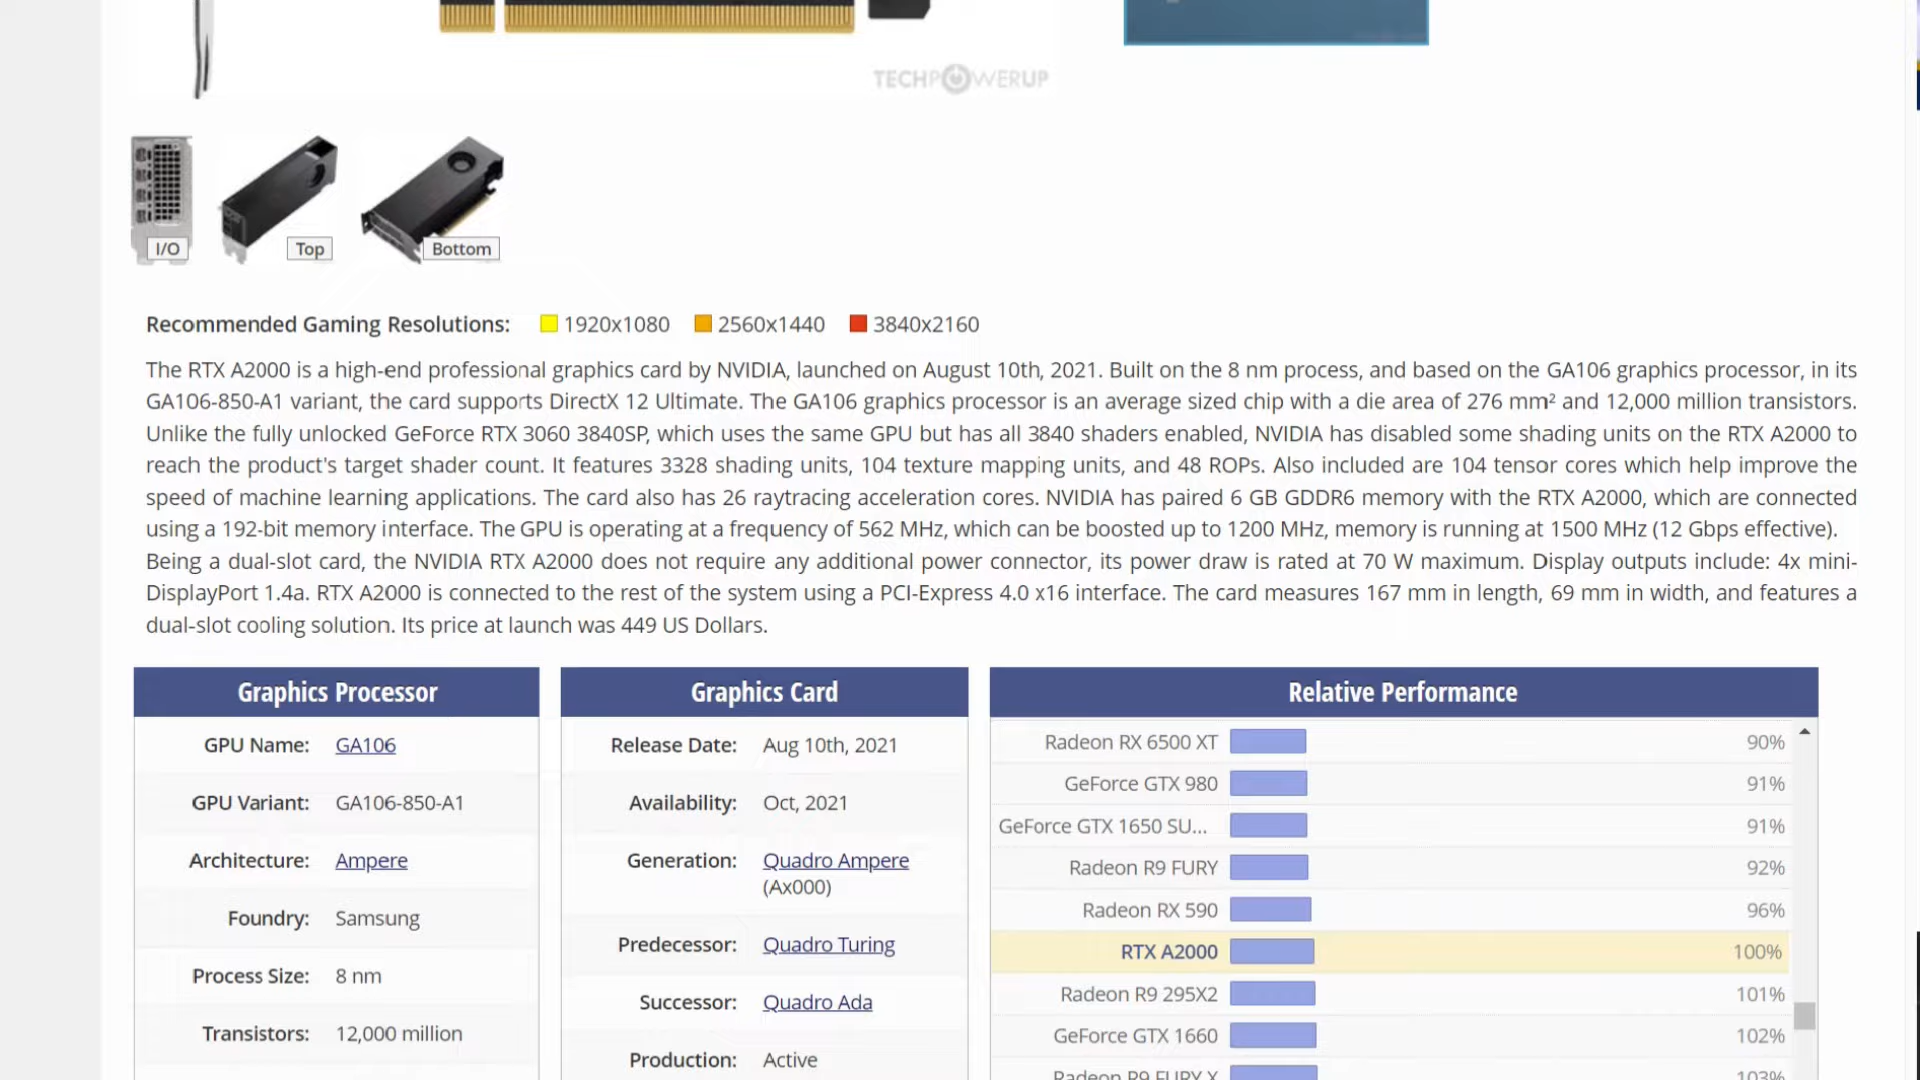 TECHPOWERUP
I/O
Top
Bottom
Recommended Gaming Resolutions: 1920x1080 2560x1440 3840x2160
The RTX A2000 is a high-end professional graphics card by NVIDIA, launched on August 10th, 2021. Built on the 8 nm process, and based on the GA106 graphics processor, in its
GA106-850-A1 variant, the card supports DirectX 12 Ultimate. The GA106 graphics processor is an average sized chip with a die area of 276 mm² and 12,000 million transistors.
Unlike the fully unlocked GeForce RTX 3060 3840SP, which uses the same GPU but has all 3840 shaders enabled, NVIDIA has disabled some shading units on the RTX A2000 to
reach the product's target shader count. It features 3328 shading units, 104 texture mapping units, and 48 ROPs. Also included are 104 tensor cores which help improve the
speed of machine learning applications. The card also has 26 raytracing acceleration cores. NVIDIA has paired 6 GB GDDR6 memory with the RTX A2000, which are connected
using a 192-bit memory interface. The GPU is operating at a frequency of 562 MHz, which can be boosted up to 1200 MHz, memory is running at 1500 MHz (12 Gbps effective).
Being a dual-slot card, the NVIDIA RTX A2000 does not require any additional power connector, its power draw is rated at 70 W maximum. Display outputs include: 4x mini-
DisplayPort 1.4a. RTX A2000 is connected to the rest of the system using a PCI-Express 4.0 x16 interface. The card measures 167 mm in length, 69 mm in width, and features a
dual-slot cooling solution. Its price at launch was 449 US Dollars.
Graphics Processor
GPU Name: GA106
GPU Variant: GA106-850-A1
Architecture: Ampere
Foundry: Samsung
Process Size: 8 nm
Transistors: 12,000 million
Graphics Card
Release Date: Aug 10th, 2021
Availability: Oct, 2021
Generation: Quadro Ampere
(Ax000)
Predecessor: Quadro Turing
Successor: Quadro Ada
Production: Active
Relative Performance
Radeon RX 6500 XT 90%
GeForce GTX 980 91%
GeForce GTX 1650 SU... 91%
Radeon R9 FURY 92%
Radeon RX 590 96%
RTX A2000 100%
Radeon R9 295X2 101%
GeForce GTX 1660 102%
Radeon R9 FURY X 103%